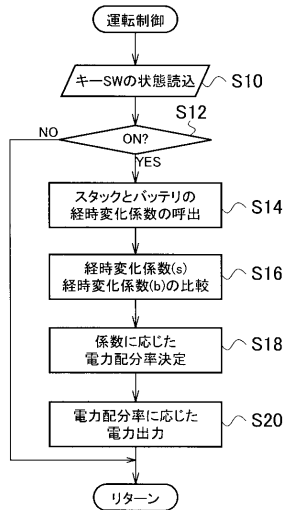 運転制御
キーSWの状態読込
S10
S12
NO
ON?
YES
スタックとバッテリの
経時変化係数の呼出
S14
経時変化係数(s)
経時変化係数(b)の比較
S16
係数に応じた
電力配分率決定
S18
電力配分率に応じた
電力出力
S20
リターン